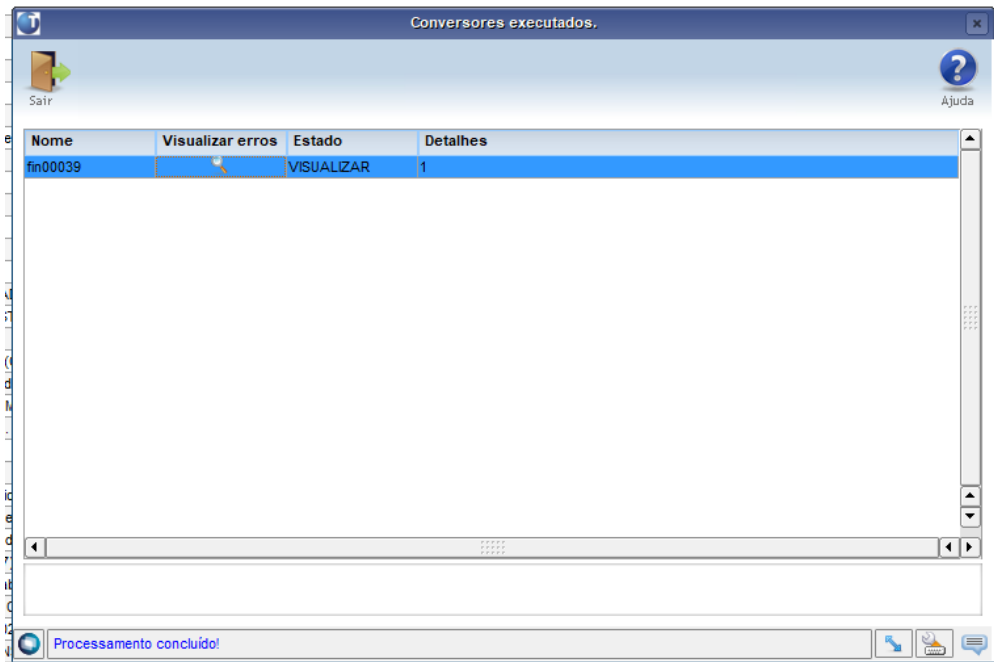 Conversores executados.
Sair
Ajuda
Nome Visualizar erros Estado Detalhes
fin00039 VISUALIZAR 1
Processamento concluído!